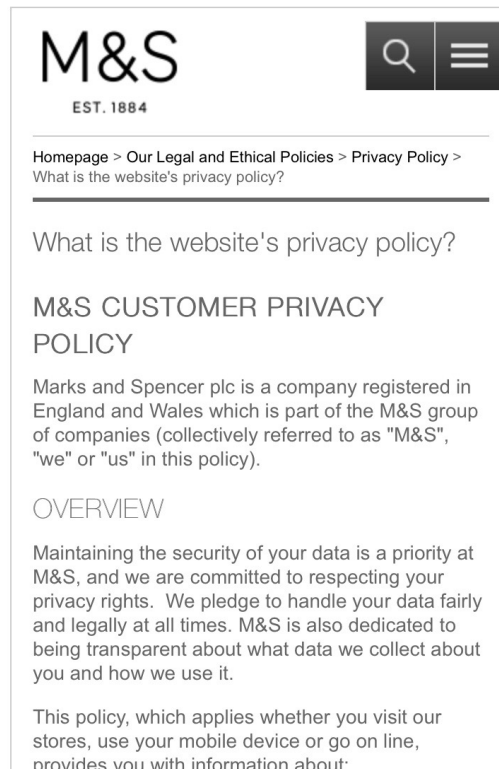 M&S
EST. 1884
Homepage > Our Legal and Ethical Policies > Privacy Policy >
What is the website's privacy policy?
What is the website's privacy policy?
M&S CUSTOMER PRIVACY
POLICY
Marks and Spencer plc is a company registered in
England and Wales which is part of the M&S group
of companies (collectively referred to as "M&S",
"we" or "us" in this policy).
OVERVIEW
Maintaining the security of your data is a priority at
M&S, and we are committed to respecting your
privacy rights.  We pledge to handle your data fairly
and legally at all times. M&S is also dedicated to
being transparent about what data we collect about
you and how we use it.
This policy, which applies whether you visit our
stores, use your mobile device or go on line,
provides you with information about: